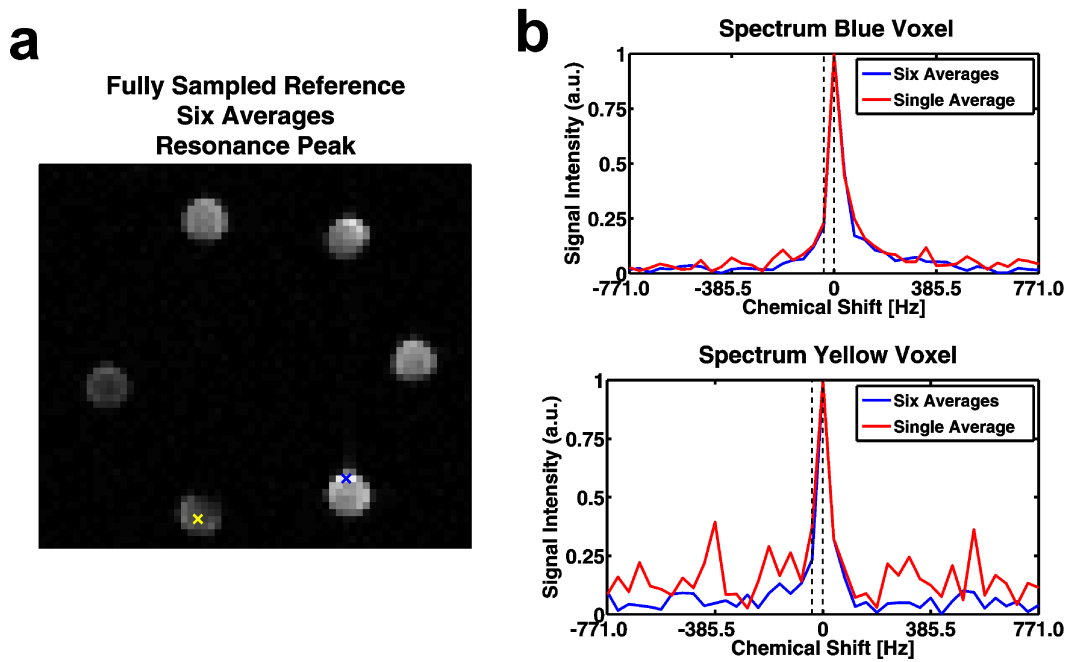 a
Fully Sampled Reference
Six Averages
Resonance Peak
b
Spectrum Blue Voxel
Signal Intensity (a.u.)
1
0.75
0.5
0.25
0
Six Averages
Single Average
-771.0 -385.5 0 385.5 771.0
Chemical Shift [Hz]
Spectrum Yellow Voxel
Signal Intensity (a.u.)
1
0.75
0.5
0.25
0
Six Averages
Single Average
-771.0 -385.5 0 385.5 771.0
Chemical Shift [Hz]